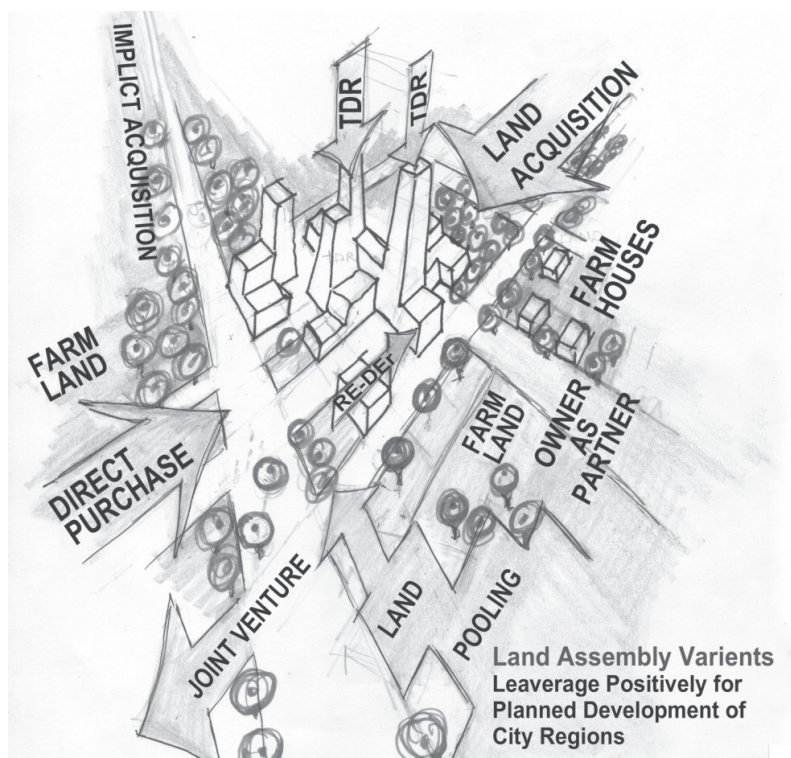 IMPLICT ACQUISITION
TDR
TDR
LAND
ACQUISITION
FARM
HOUSES
FARM
LAND
RE-DEr
DIRECT
PURCHASE
FARM
LAND
OWNER
AS
PARTNER
JOINT VENTURE
LAND
POOLING
Land Assembly Varients
Leaverage Positively for
Planned Development of
City Regions